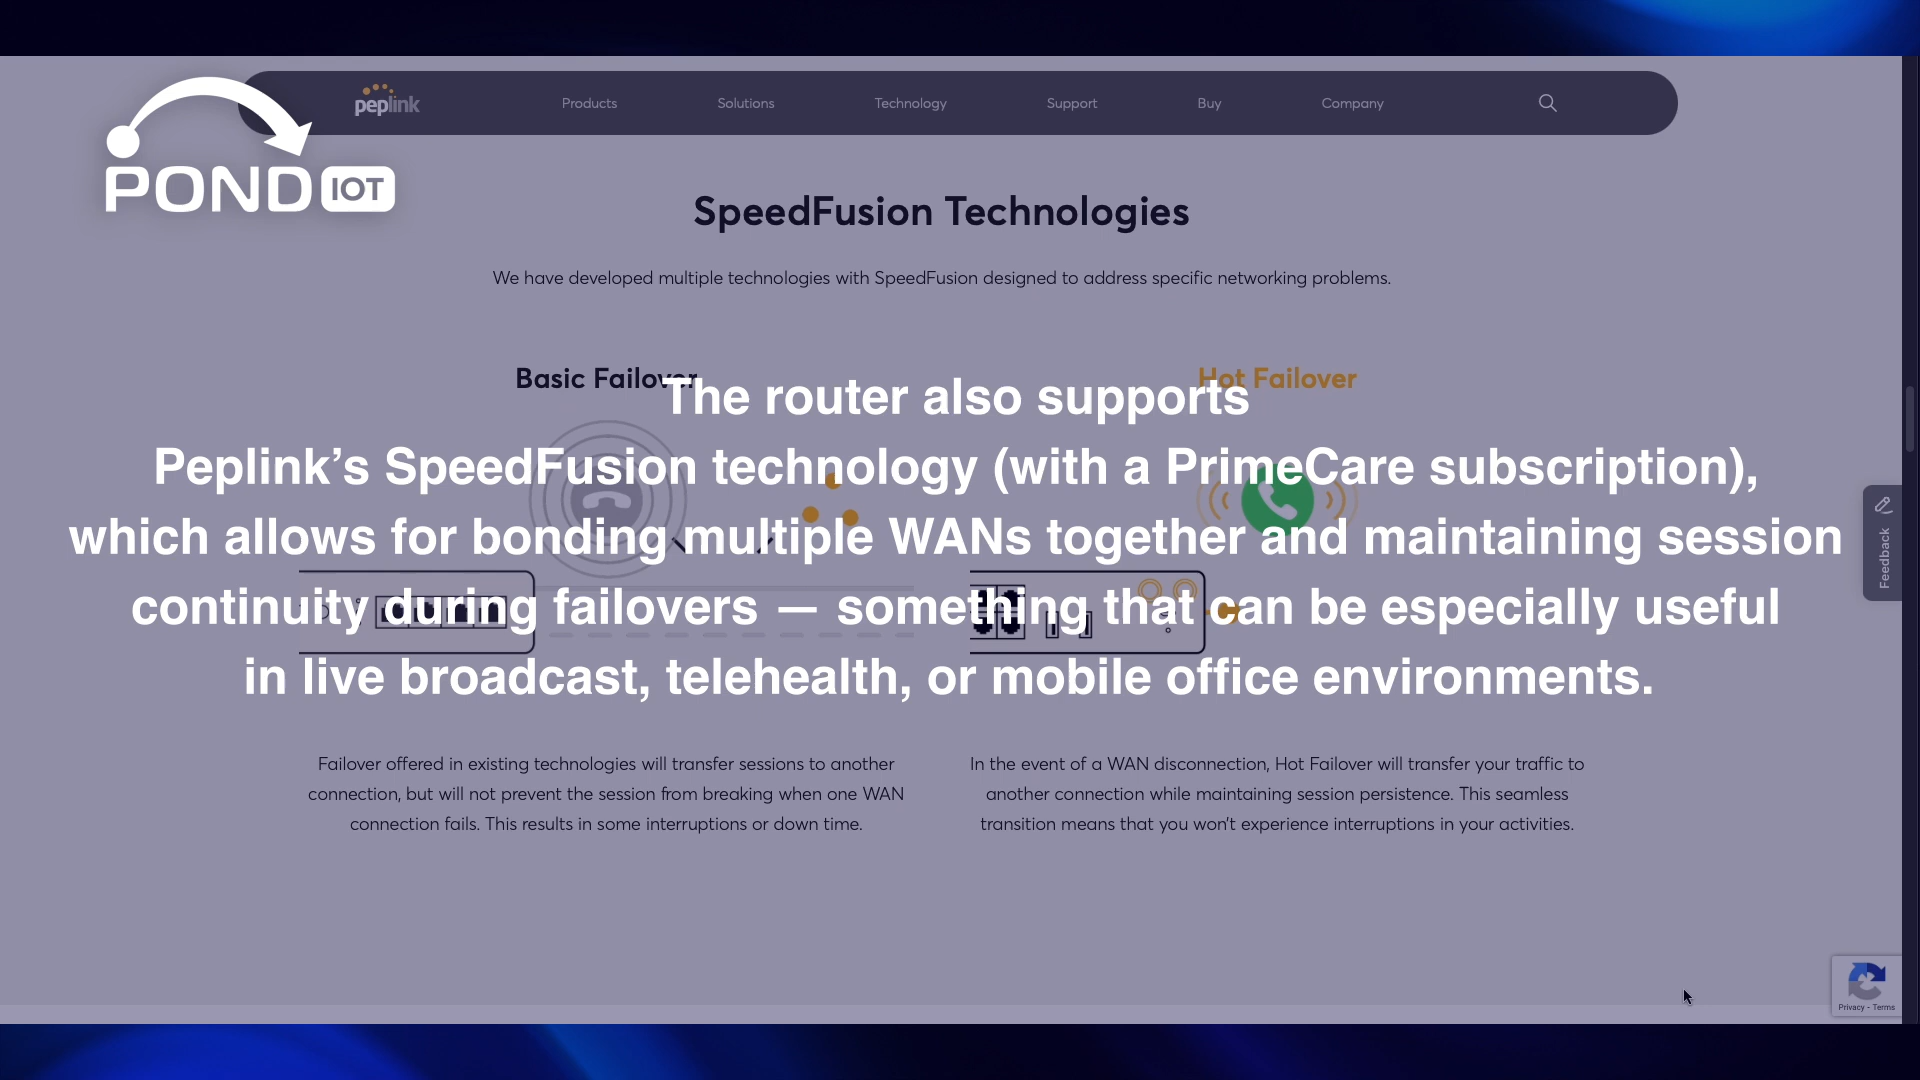 peplink
Products
Solutions
Technology
Support
Buy
Company
POND IOT
SpeedFusion Technologies
We have developed multiple technologies with SpeedFusion designed to address specific networking problems.
Basic Failover
Hot Failover
The router also supports
Peplink’s SpeedFusion technology (with a PrimeCare subscription),
which allows for bonding multiple WANs together and maintaining session
continuity during failovers — something that can be especially useful
in live broadcast, telehealth, or mobile office environments.
Feedback
Failover offered in existing technologies will transfer sessions to another
connection, but will not prevent the session from breaking when one WAN
connection fails. This results in some interruptions or down time.
In the event of a WAN disconnection, Hot Failover will transfer your traffic to
another connection while maintaining session persistence. This seamless
transition means that you won't experience interruptions in your activities.
Privacy - Terms